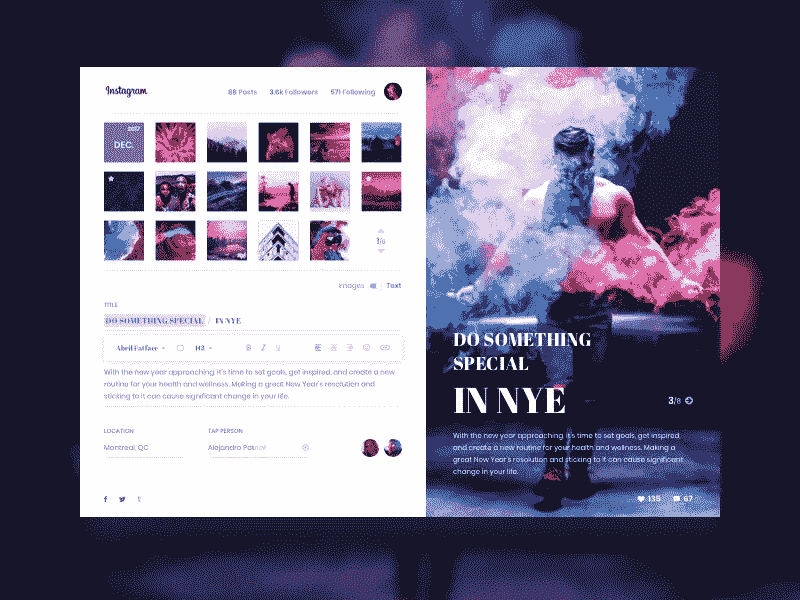 Instagram
88 Posts 3.6k Followers 571 Following
2017
DEC.
1/6
Images Text
TITLE
DO SOMETHING SPECIAL / IN NYE
Abril Fatface H3 B I U
With the new year approaching it's time to set goals, get inspired, and create a new
routine for your health and wellness. Making a great New Year's resolution and
sticking to it can cause significant change in your life.
LOCATION TAP PERSON
Montreal, QC Alejandro
DO SOMETHING
SPECIAL
IN NYE
3/8
With the new year approaching it's time to set goals, get inspired,
and create a new routine for your health and wellness. Making a
great New Year's resolution and sticking to it can cause significant
change in your life.
135 67